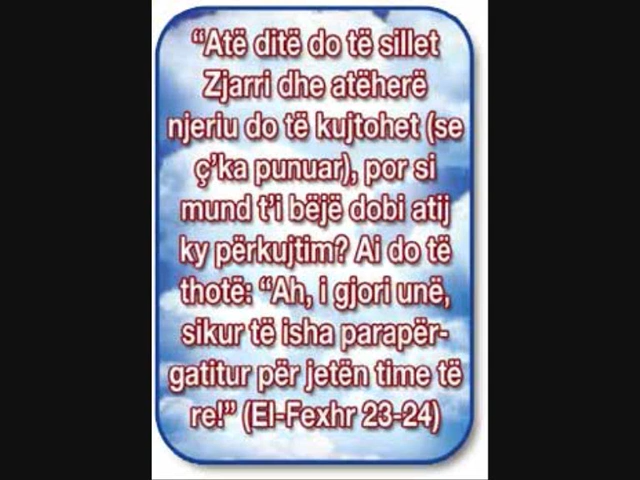 “Atë ditë do të sillet
Zjarri dhe atëherë
njeriu do të kujtohet (se
ç’ka punuar), por si
mund t’i bëjë dobi atij
ky përkujtim? Ai do të
thotë: “Ah, i gjori unë,
sikur të isha parapër-
gatitur për jetën time të
re!” (El-Fexhr 23-24)